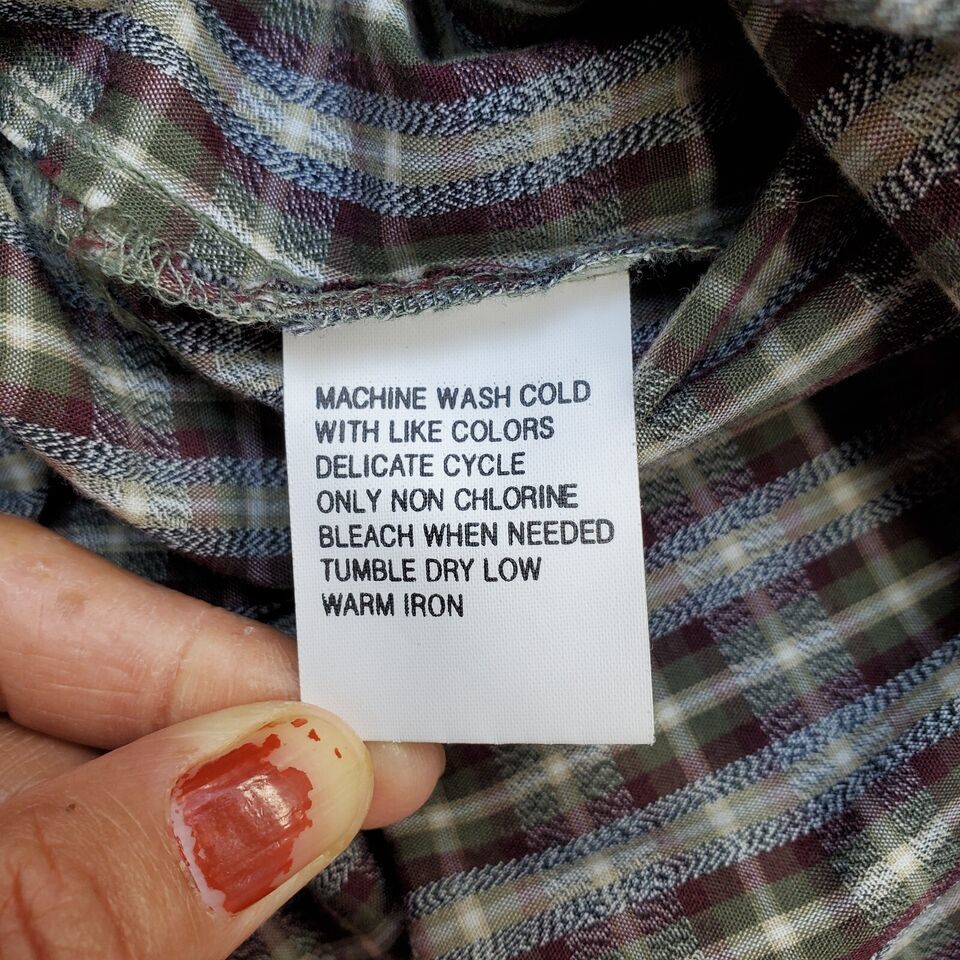 MACHINE WASH COLD
WITH LIKE COLORS
DELICATE CYCLE
ONLY NON CHLORINE
BLEACH WHEN NEEDED
TUMBLE DRY LOW
WARM IRON